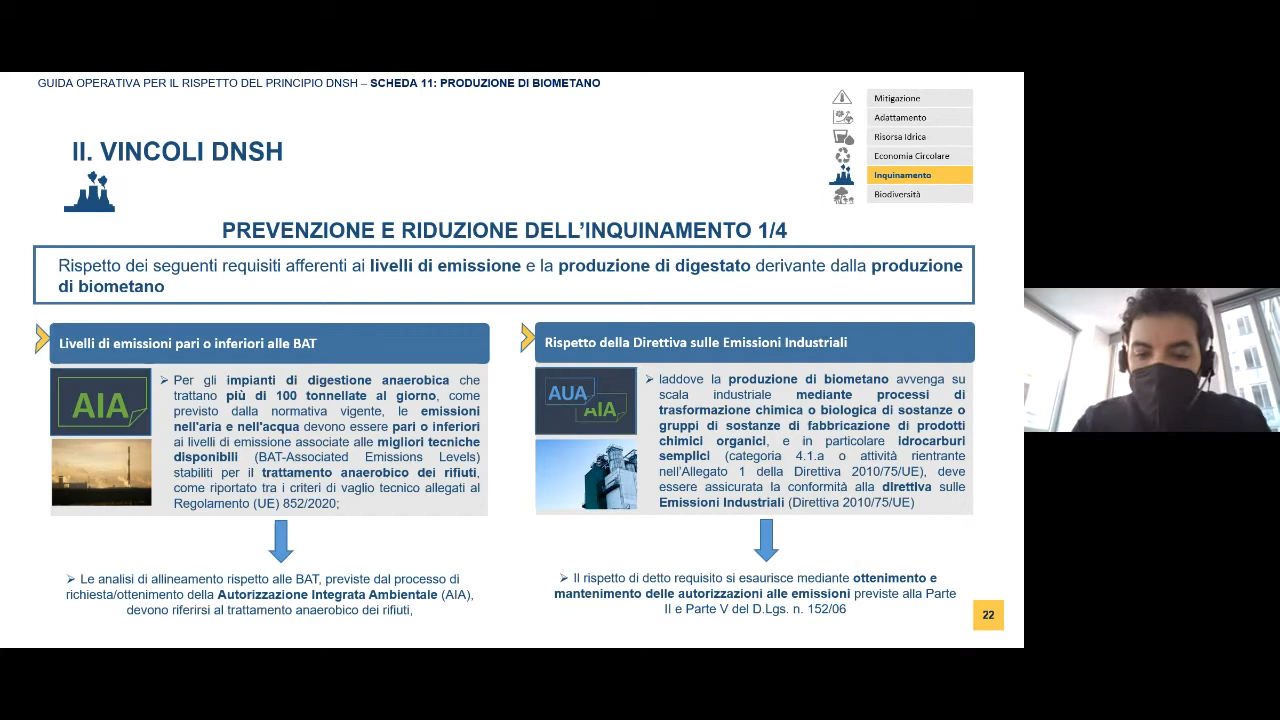 GUIDA OPERATIVA PER IL RISPETTO DEL PRINCIPIO DNSH – SCHEDA 11: PRODUZIONE DI BIOMETANO
Mitigazione
Adattamento
Risorsa Idrica
Economia Circolare
Inquinamento
Biodiversità
II. VINCOLI DNSH
PREVENZIONE E RIDUZIONE DELL'INQUINAMENTO 1/4
Rispetto dei seguenti requisiti afferenti ai livelli di emissione e la produzione di digestato derivante dalla produzione
di biometano
Livelli di emissioni pari o inferiori alle BAT
AIA
➢ Per gli impianti di digestione anaerobica che
trattano più di 100 tonnellate al giorno, come
previsto dalla normativa vigente, le emissioni
nell'aria e nell'acqua devono essere pari o inferiori
ai livelli di emissione associate alle migliori tecniche
disponibili (BAT-Associated Emissions Levels)
stabiliti per il trattamento anaerobico dei rifiuti,
come riportato tra i criteri di vaglio tecnico allegati al
Regolamento (UE) 852/2020;
➢ Le analisi di allineamento rispetto alle BAT, previste dal processo di
richiesta/ottenimento della Autorizzazione Integrata Ambientale (AIA),
devono riferirsi al trattamento anaerobico dei rifiuti,
Rispetto della Direttiva sulle Emissioni Industriali
AUA
AIA
➢ laddove la produzione di biometano avvenga su
scala industriale mediante processi di
trasformazione chimica o biologica di sostanze o
gruppi di sostanze di fabbricazione di prodotti
chimici organici, e in particolare idrocarburi
semplici (categoria 4.1.a o attività rientrante
nell'Allegato 1 della Direttiva 2010/75/UE), deve
essere assicurata la conformità alla direttiva sulle
Emissioni Industriali (Direttiva 2010/75/UE)
➢ Il rispetto di detto requisito si esaurisce mediante ottenimento e
mantenimento delle autorizzazioni alle emissioni previste alla Parte
II e Parte V del D.Lgs. n. 152/06
22